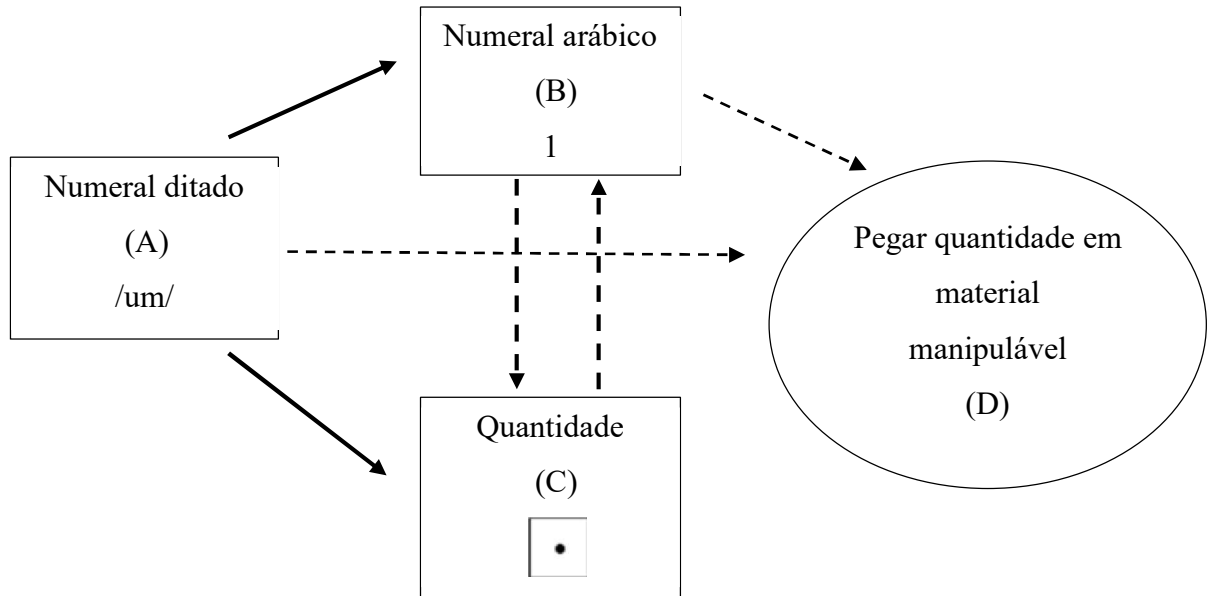 Numeral arábico
(B)
1
Numeral ditado
(A)
/um/
Pegar quantidade em
material
manipulável
(D)
Quantidade
(C)